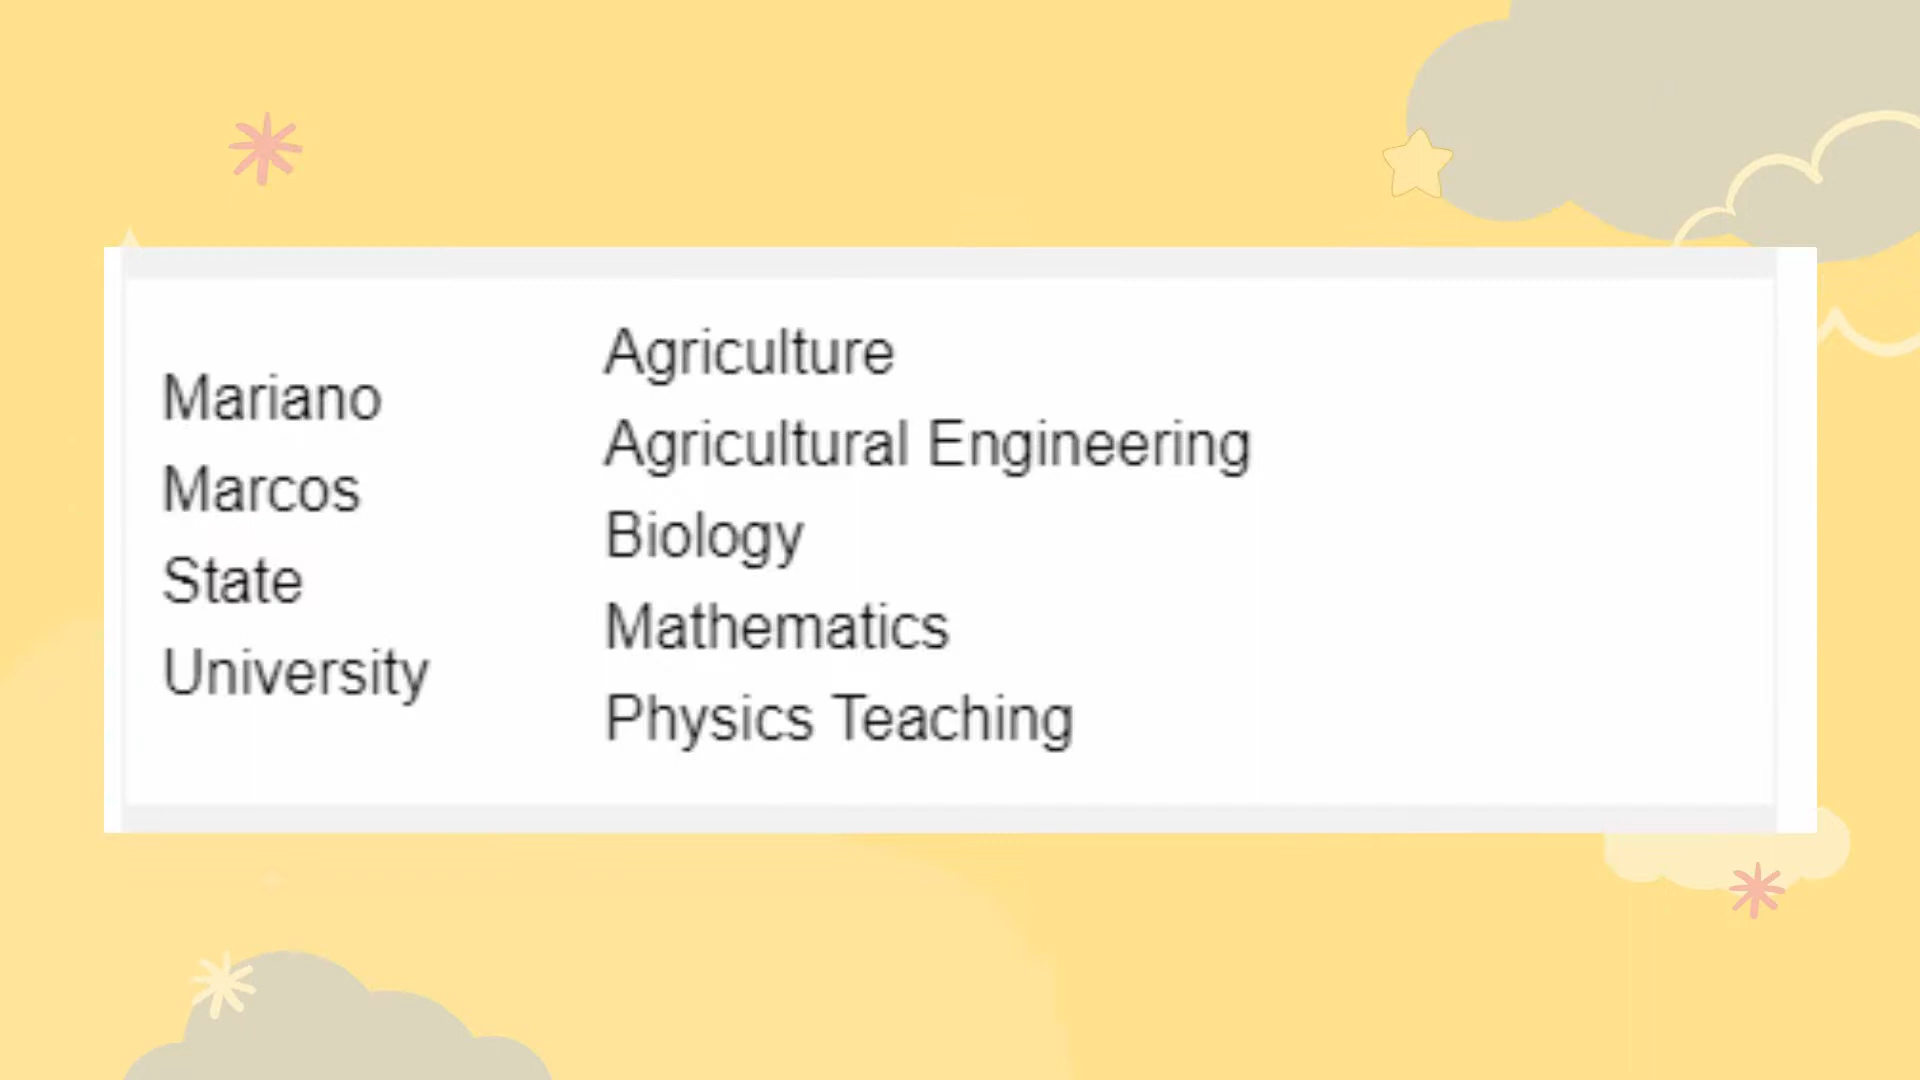 Mariano
Marcos
State
University
Agriculture
Agricultural Engineering
Biology
Mathematics
Physics Teaching